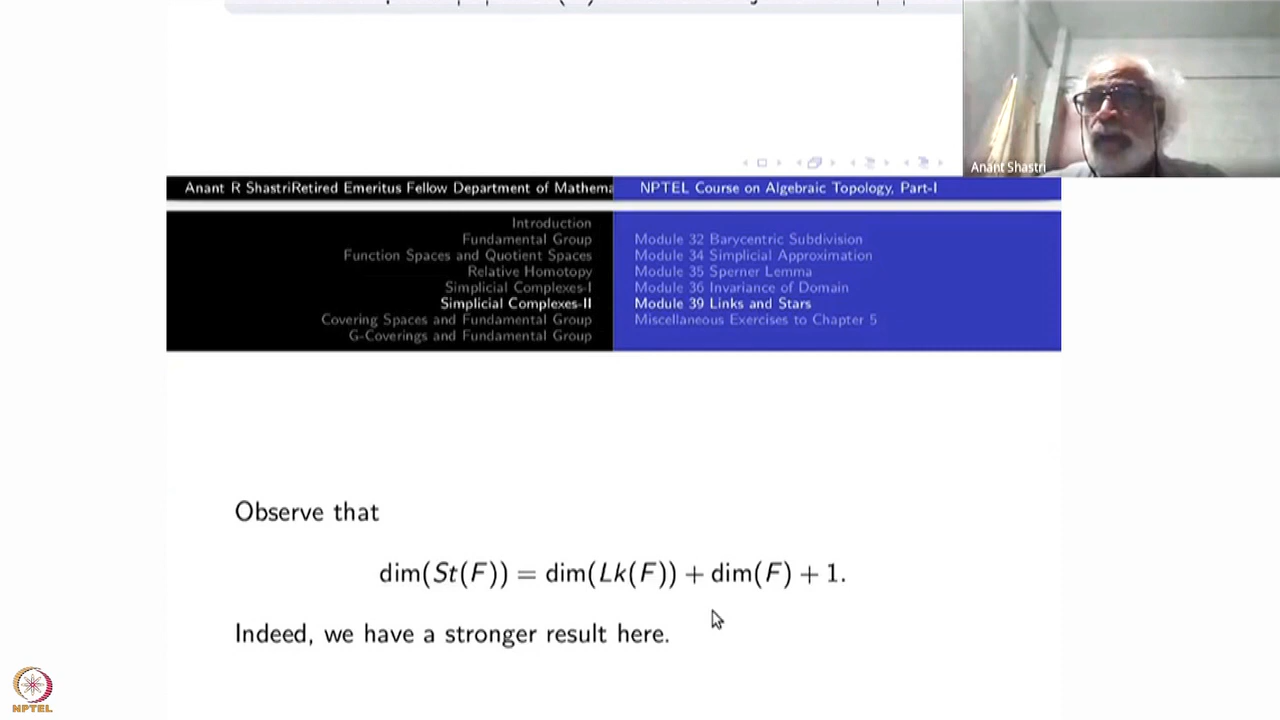 Anant Shastri
Anant R ShastriRetired Emeritus Fellow Department of Mathema
NPTEL Course on Algebraic Topology, Part-I
Introduction
Fundamental Group
Function Spaces and Quotient Spaces
Relative Homotopy
Simplicial Complexes-I
Simplicial Complexes-II
Covering Spaces and Fundamental Group
G-Coverings and Fundamental Group
Module 32 Barycentric Subdivision
Module 34 Simplicial Approximation
Module 35 Sperner Lemma
Module 36 Invariance of Domain
Module 39 Links and Stars
Miscellaneous Exercises to Chapter 5
Observe that
dim(St(F)) = dim(Lk(F)) + dim(F) + 1.
Indeed, we have a stronger result here.
NPTEL